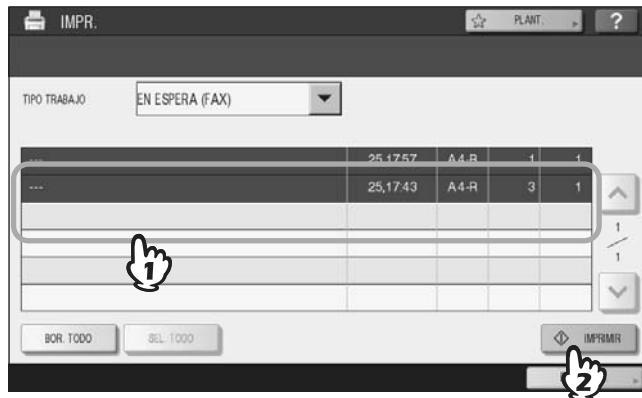 IMPR. PLANT. ?
TIPO TRABAJO EN ESPERA (FAX)
--- 25,17:57 A4-R 1 1
--- 25,17:43 A4-R 3 1
1
1
1
BOR. TODO SEL. TODO IMPRIMIR
2